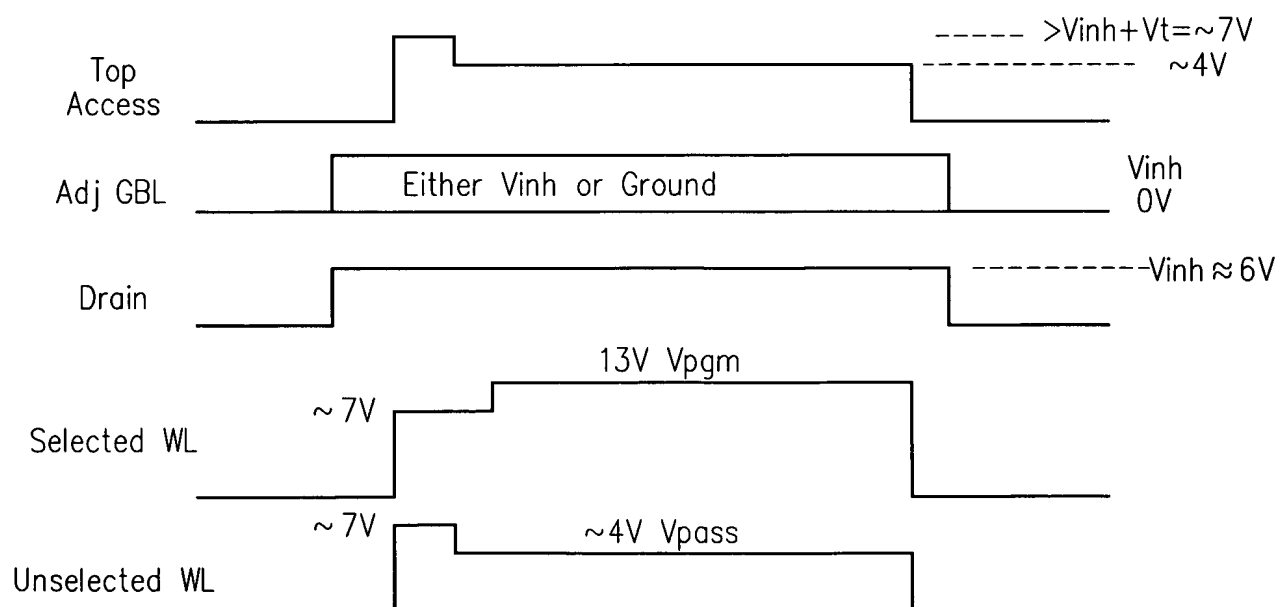 >Vinh+Vt=~7V
Top
Access
~4V
Adj GBL
Either Vinh or Ground
Vinh
0V
Drain
Vinh≈6V
13V Vpgm
~7V
Selected WL
~7V
~4V Vpass
Unselected WL